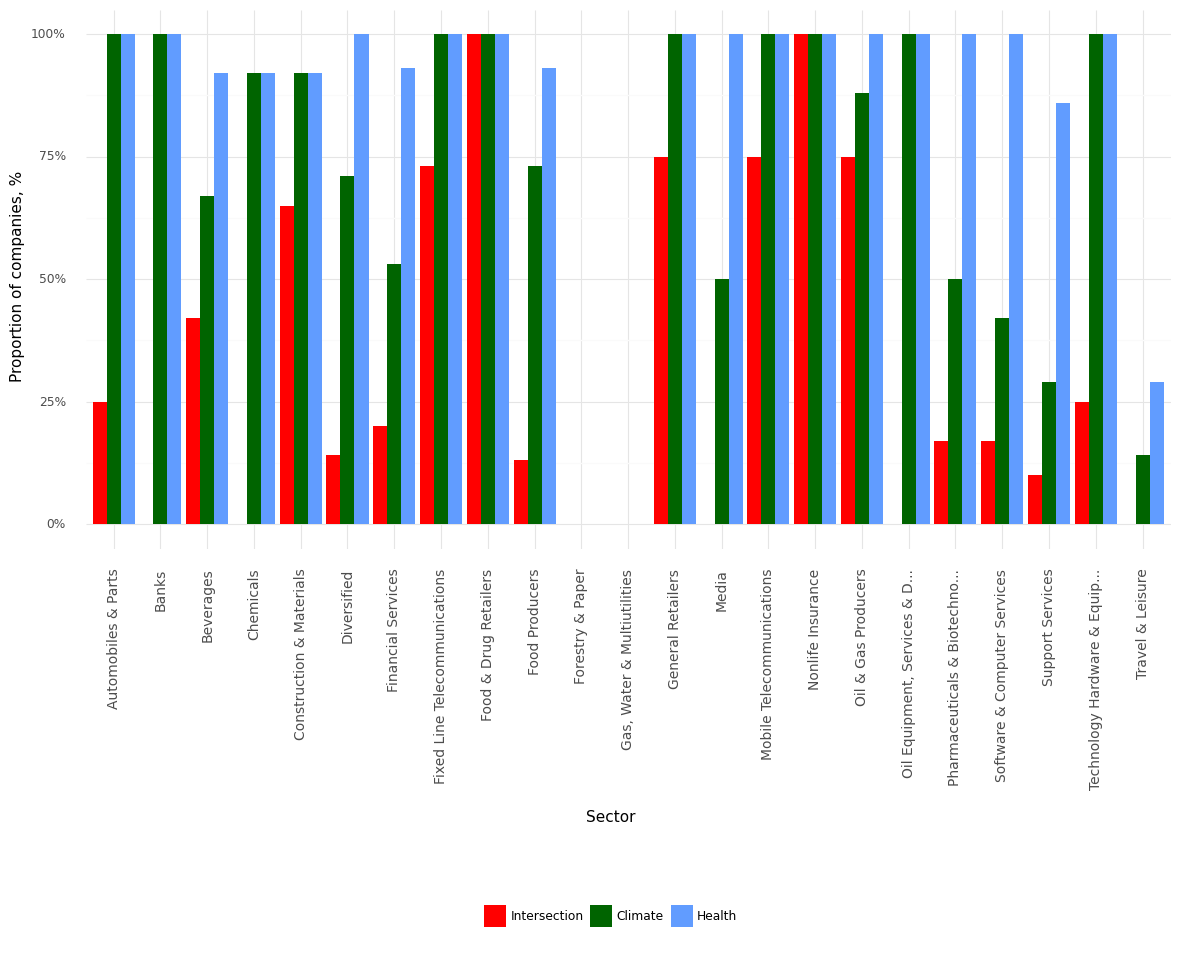 Proportion of companies, %
100%
75%
50%
25%
0%
Automobiles & Parts
Banks
Beverages
Chemicals
Construction & Materials
Diversified
Financial Services
Fixed Line Telecommunications
Food & Drug Retailers
Food Producers
Forestry & Paper
Gas, Water & Multiutilities
General Retailers
Media
Mobile Telecommunications
Nonlife Insurance
Oil & Gas Producers
Oil Equipment, Services & D...
Pharmaceuticals & Biotechno...
Software & Computer Services
Support Services
Technology Hardware & Equip...
Travel & Leisure
Sector
Intersection Climate Health